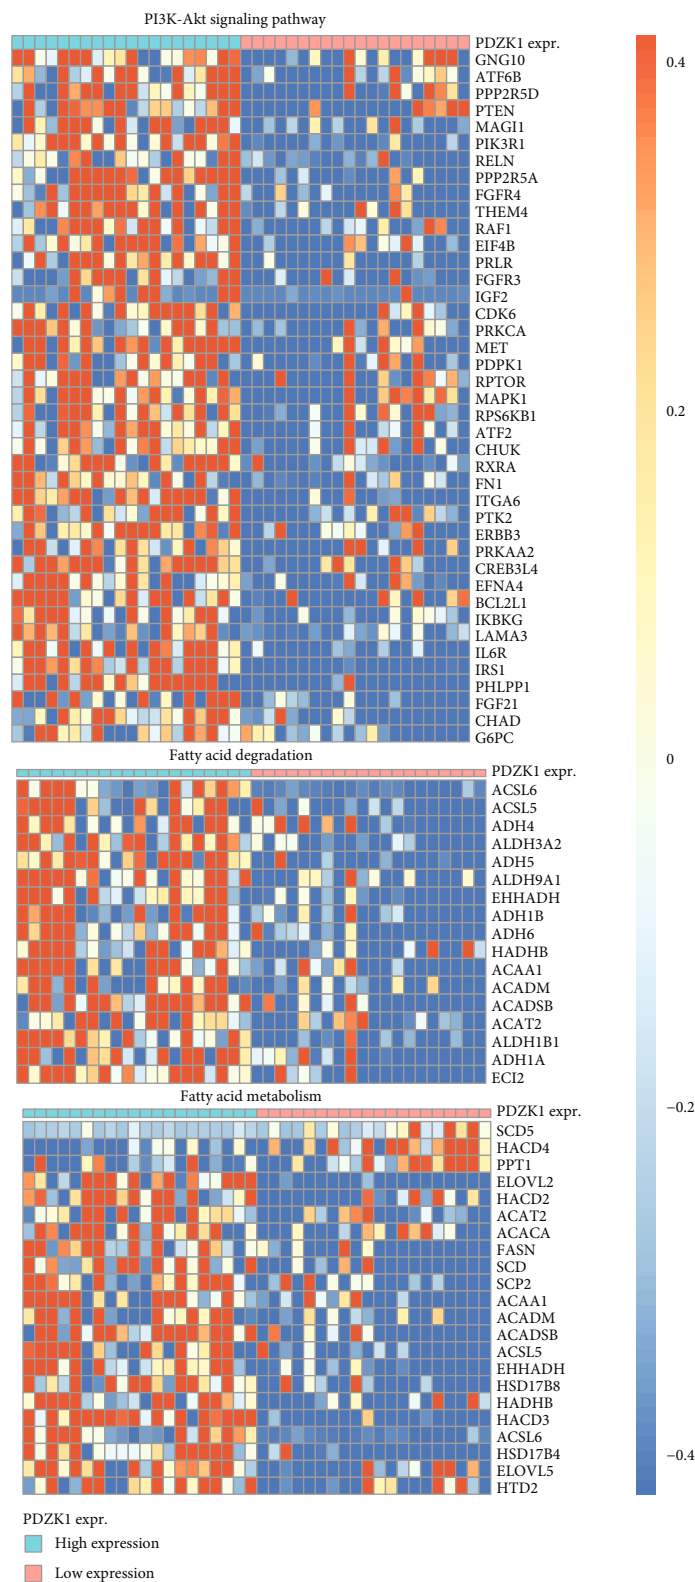 PI3K-Akt signaling pathway
PDZK1 expr.
GNG10
ATF6B
PPP2R5D
PTEN
MAGI1
PIK3R1
RELN
PPP2R5A
FGFR4
THEM4
RAF1
EIF4B
PRLR
FGFR3
IGF2
CDK6
PRKCA
MET
PDPK1
RPTOR
MAPK1
RPS6KB1
ATF2
CHUK
RXRA
FN1
ITGA6
PTK2
ERBB3
PRKAA2
CREB3L4
EFNA4
BCL2L1
IKBKG
LAMA3
IL6R
IRS1
PHLPP1
FGF21
CHAD
G6PC
Fatty acid degradation
PDZK1 expr.
ACSL6
ACSL5
ADH4
ALDH3A2
ADH5
ALDH9A1
EHHADH
ADH1B
ADH6
HADHB
ACAA1
ACADM
ACADSB
ACAT2
ALDH1B1
ADH1A
ECI2
Fatty acid metabolism
PDZK1 expr.
SCD5
HACD4
PPT1
ELOVL2
HACD2
ACAT2
ACACA
FASN
SCD
SCP2
ACAA1
ACADM
ACADSB
ACSL5
EHHADH
HSD17B8
HADHB
HACD3
ACSL6
HSD17B4
ELOVL5
HTD2
PDZK1 expr.
High expression
Low expression
0.4
0.2
0
−0.2
−0.4